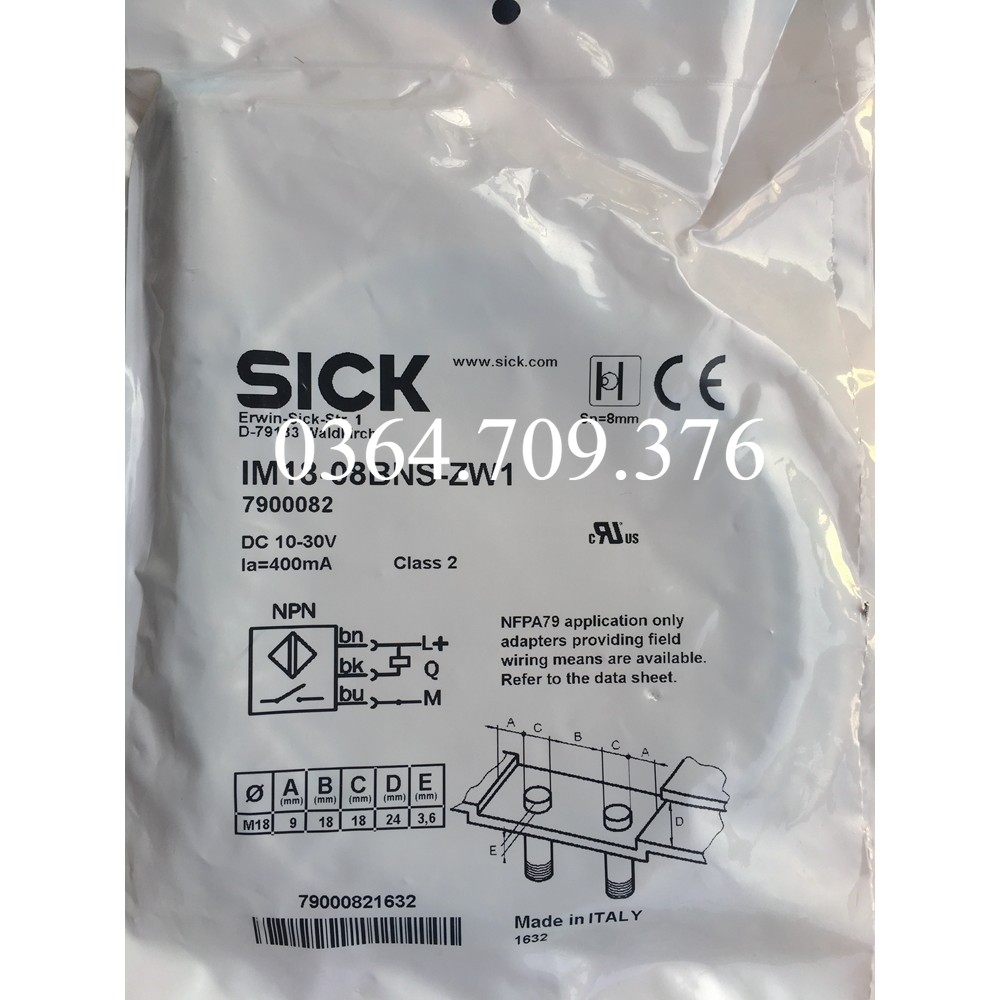 SICK
www.sick.com
Sn=8mm
CE
Erwin-Sick-Str. 1
D-79183 Waldkirch
0364.709.376
IM18-08BNS-ZW1
7900082
DC 10-30V
Ia=400mA
Class 2
c RU US
NPN
bn
L+
bk
Q
bu
M
NFPA79 application only
adapters providing field
wiring means are available.
Refer to the data sheet.
A C B C A
D
E
Ø A (mm) B (mm) C (mm) D (mm) E (mm)
M18 9 18 18 24 3,6
79000821632
Made in ITALY
1632